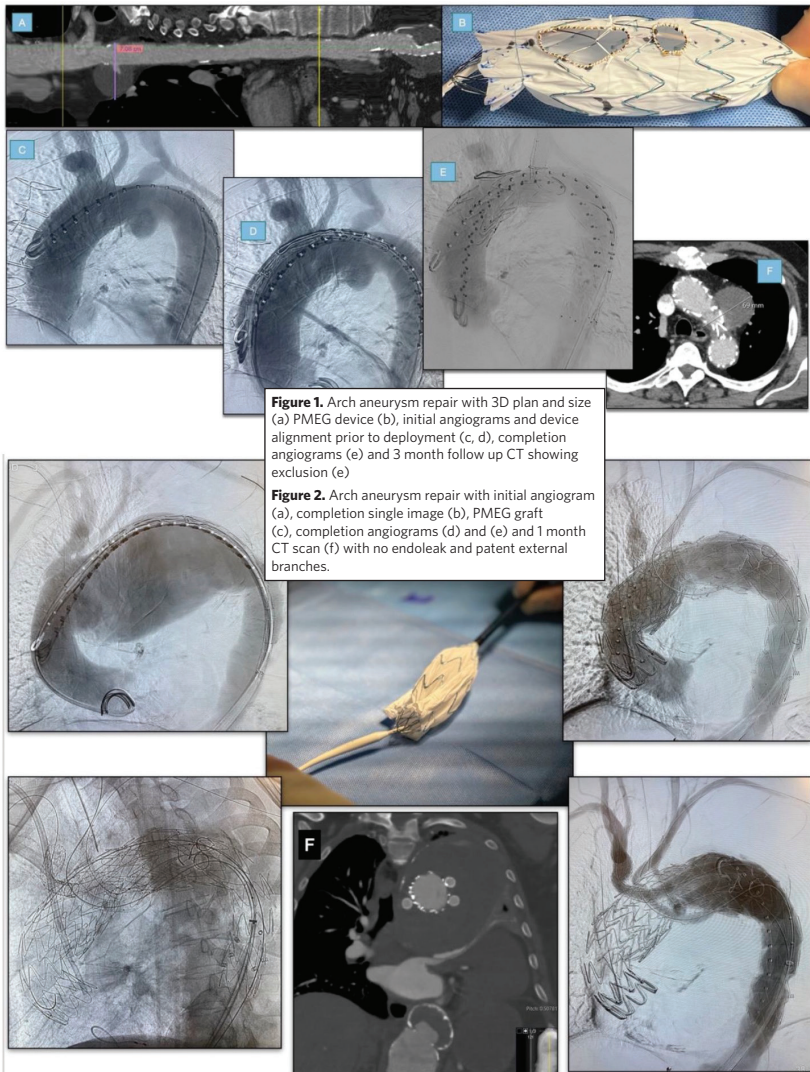 A
B
C
D
E
F
Figure 1. Arch aneurysm repair with 3D plan and size
(a) PMEG device (b), initial angiograms and device
alignment prior to deployment (c, d), completion
angiograms (e) and 3 month follow up CT showing
exclusion (e)
Figure 2. Arch aneurysm repair with initial angiogram
(a), completion single image (b), PMEG graft
(c), completion angiograms (d) and (e) and 1 month
CT scan (f) with no endoleak and patent external
branches.
F